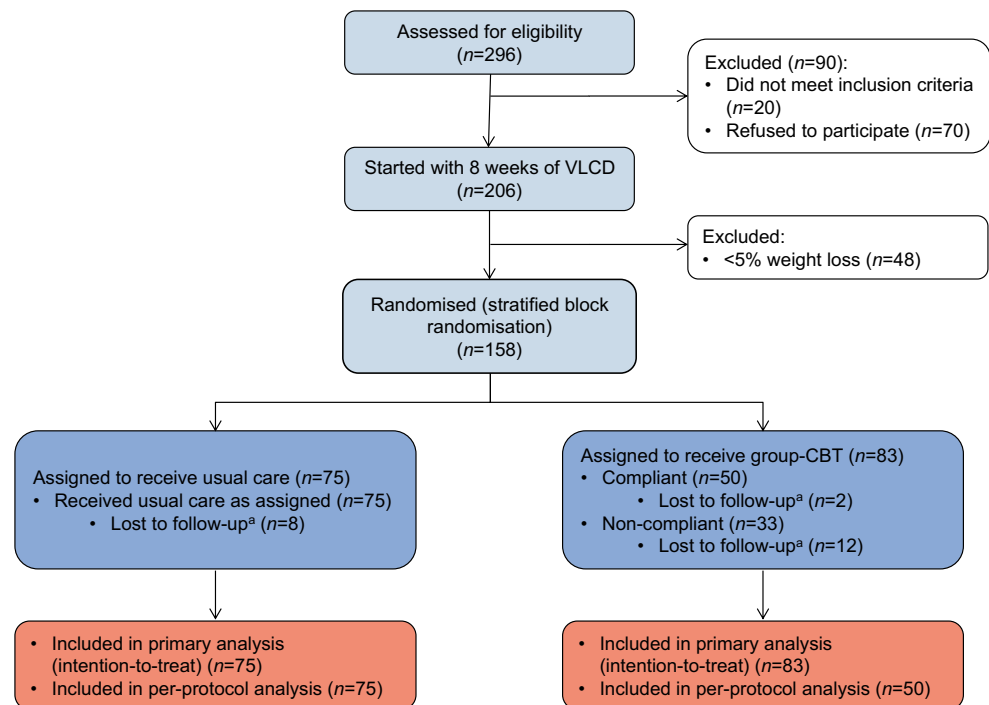 Assessed for eligibility
(n=296)
Excluded (n=90):
• Did not meet inclusion criteria
(n=20)
• Refused to participate (n=70)
Started with 8 weeks of VLCD
(n=206)
Excluded:
• <5% weight loss (n=48)
Randomised (stratified block
randomisation)
(n=158)
Assigned to receive usual care (n=75)
• Received usual care as assigned (n=75)
• Lost to follow-upᵃ (n=8)
Assigned to receive group-CBT (n=83)
• Compliant (n=50)
• Lost to follow-upᵃ (n=2)
• Non-compliant (n=33)
• Lost to follow-upᵃ (n=12)
• Included in primary analysis
(intention-to-treat) (n=75)
• Included in per-protocol analysis (n=75)
• Included in primary analysis
(intention-to-treat) (n=83)
• Included in per-protocol analysis (n=50)